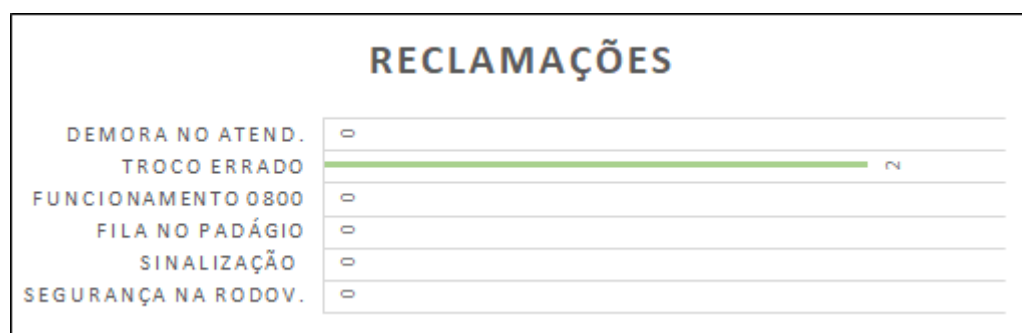 RECLAMAÇÕES
DEMORA NO ATEND. 0
TROCO ERRADO 2
FUNCIONAMENTO 0800 0
FILA NO PADÁGIO 0
SINALIZAÇÃO 0
SEGURANÇA NA RODOV. 0